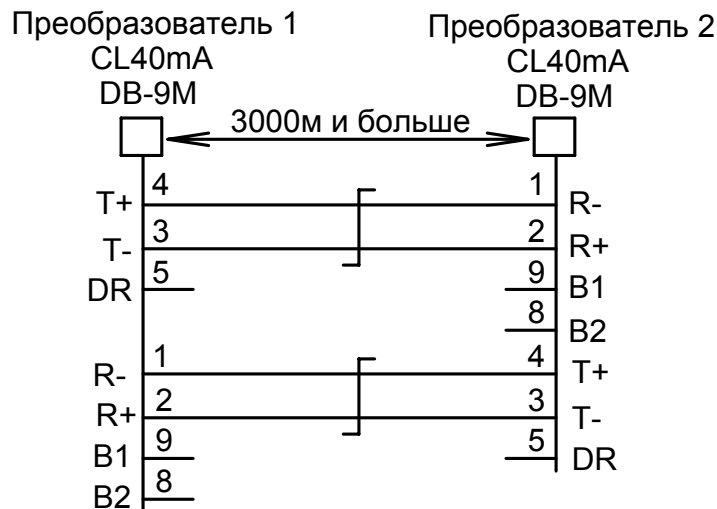 Преобразователь 1
CL40mA
DB-9M
Преобразователь 2
CL40mA
DB-9M
3000м и больше
T+ 4
T- 3
DR 5
R- 1
R+ 2
B1 9
B2 8
1 R-
2 R+
9 B1
8 B2
4 T+
3 T-
5 DR